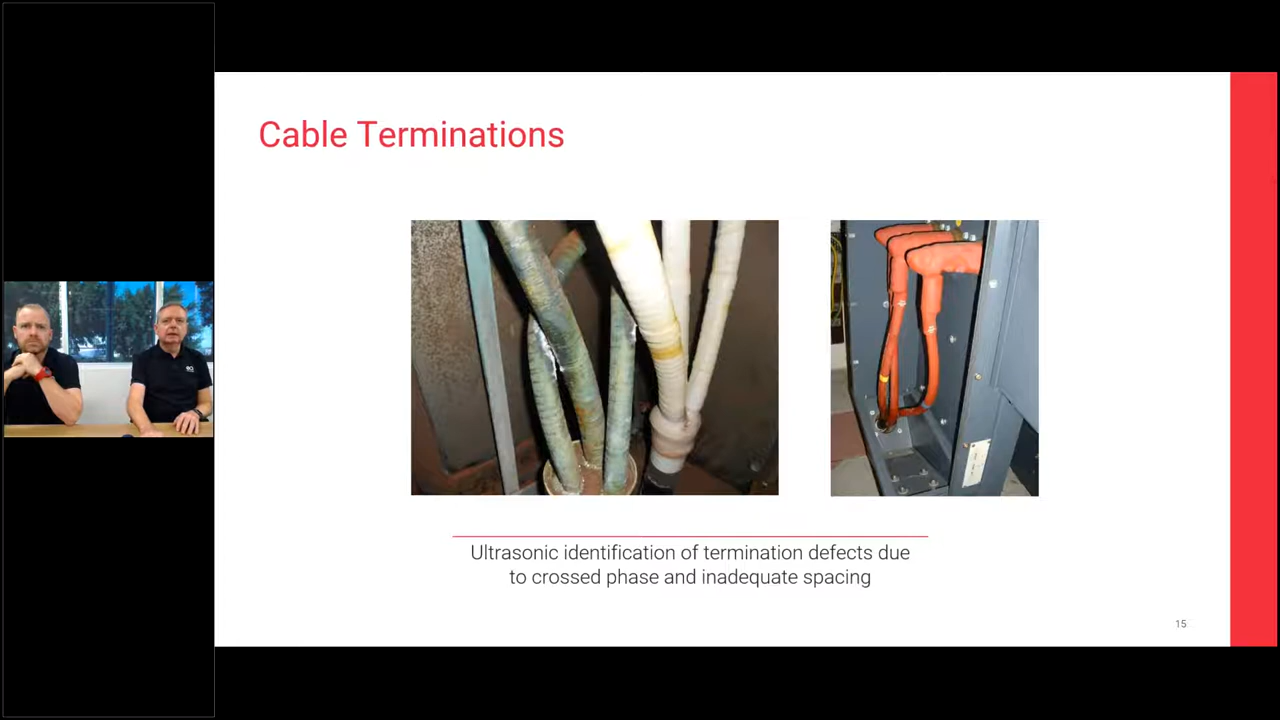 Cable Terminations
Ultrasonic identification of termination defects due
to crossed phase and inadequate spacing
15